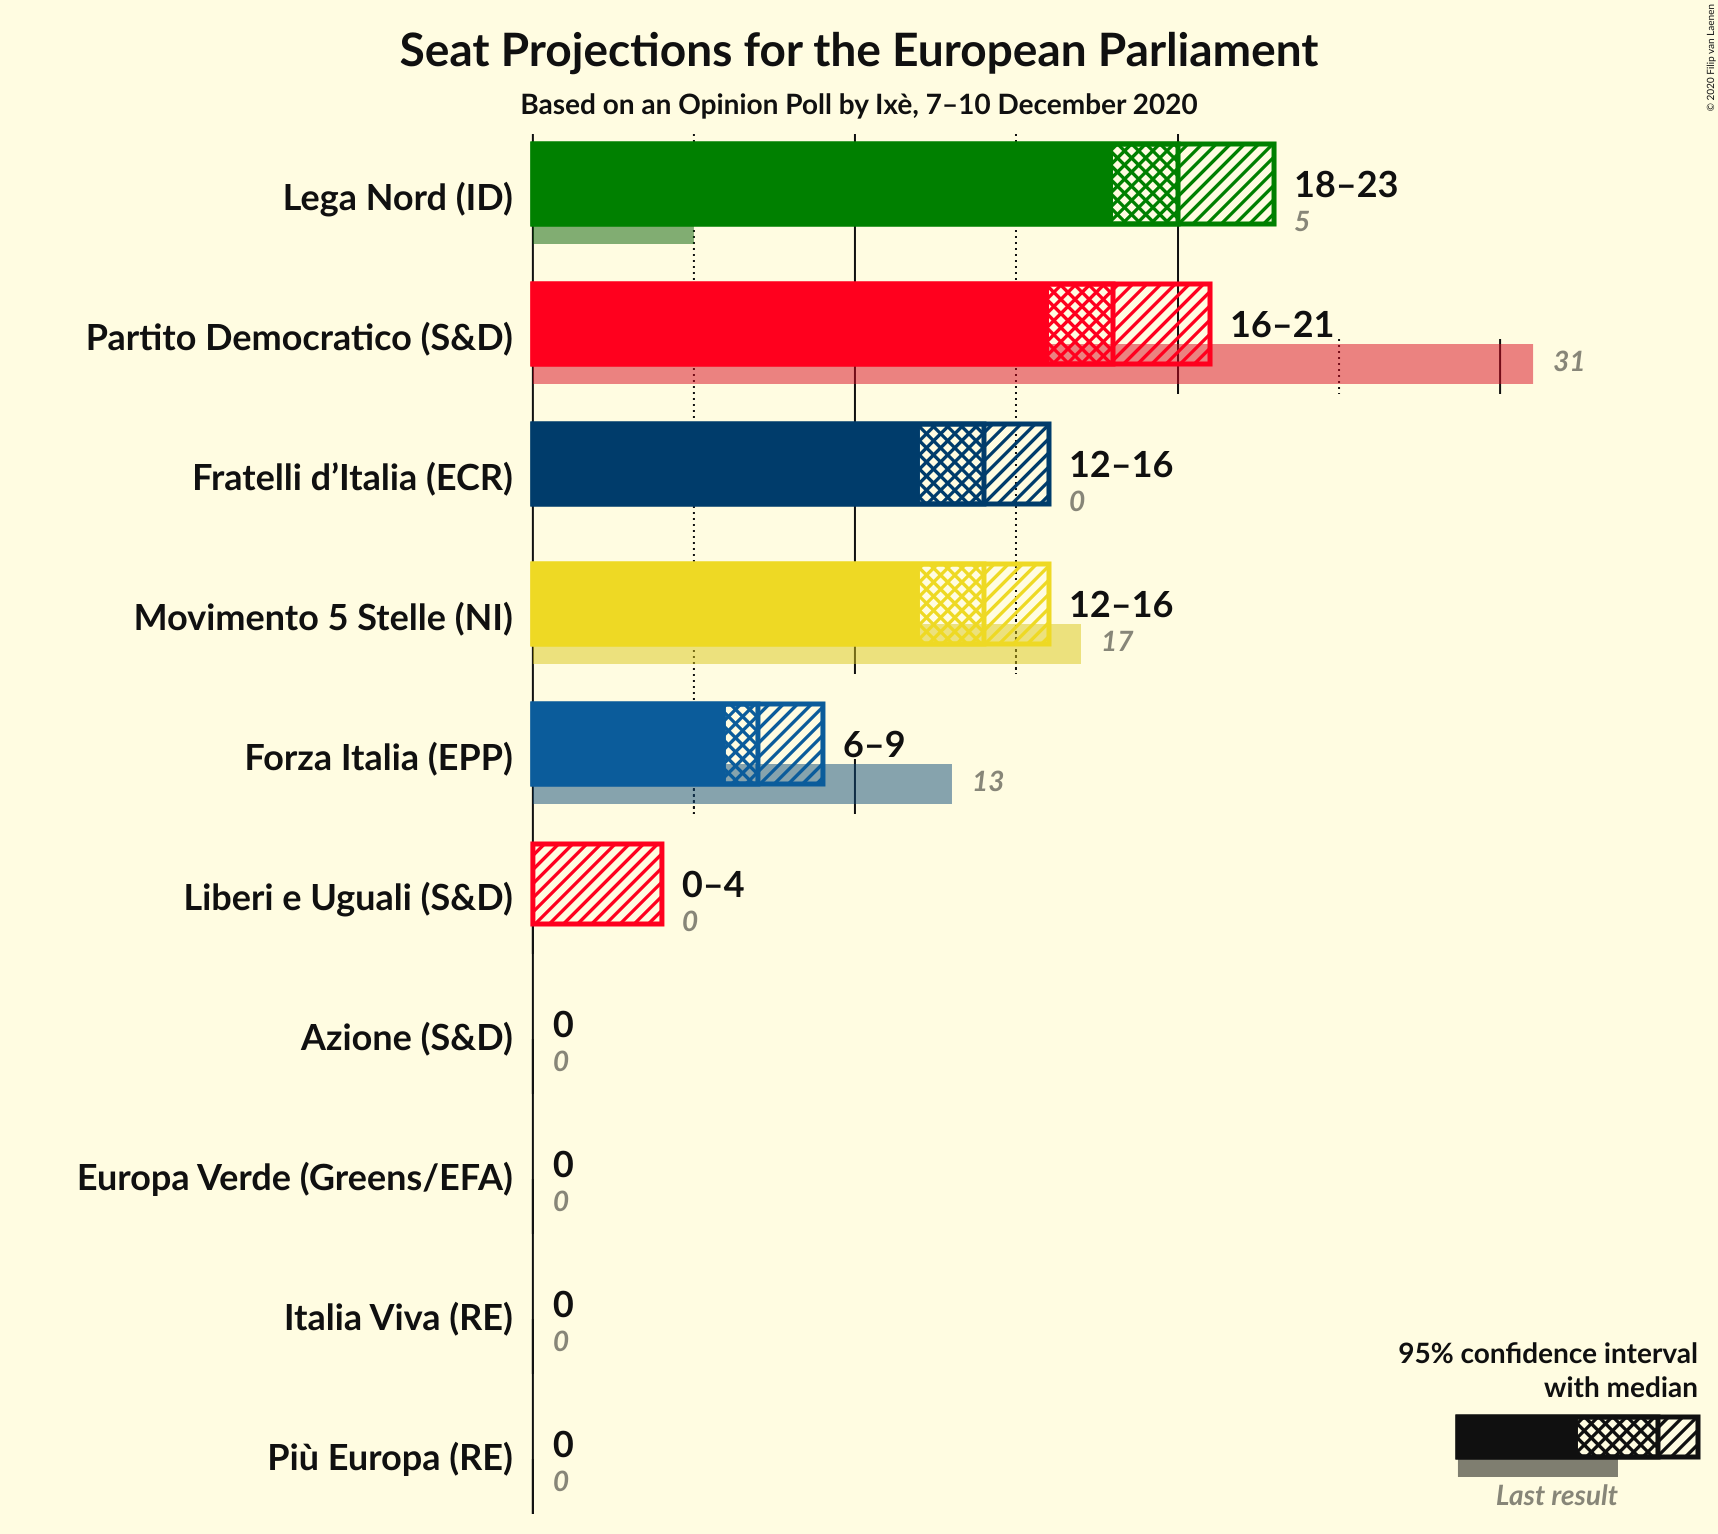 Seat Projections for the European Parliament
Based on an Opinion Poll by Ixè, 7–10 December 2020
© 2020 Filip van Laenen
Lega Nord (ID)
18–23
5
Partito Democratico (S&D)
16–21
31
Fratelli d’Italia (ECR)
12–16
0
Movimento 5 Stelle (NI)
12–16
17
Forza Italia (EPP)
6–9
13
Liberi e Uguali (S&D)
0–4
0
Azione (S&D)
0
0
Europa Verde (Greens/EFA)
0
0
Italia Viva (RE)
0
0
Più Europa (RE)
0
0
95% confidence interval
with median
Last result